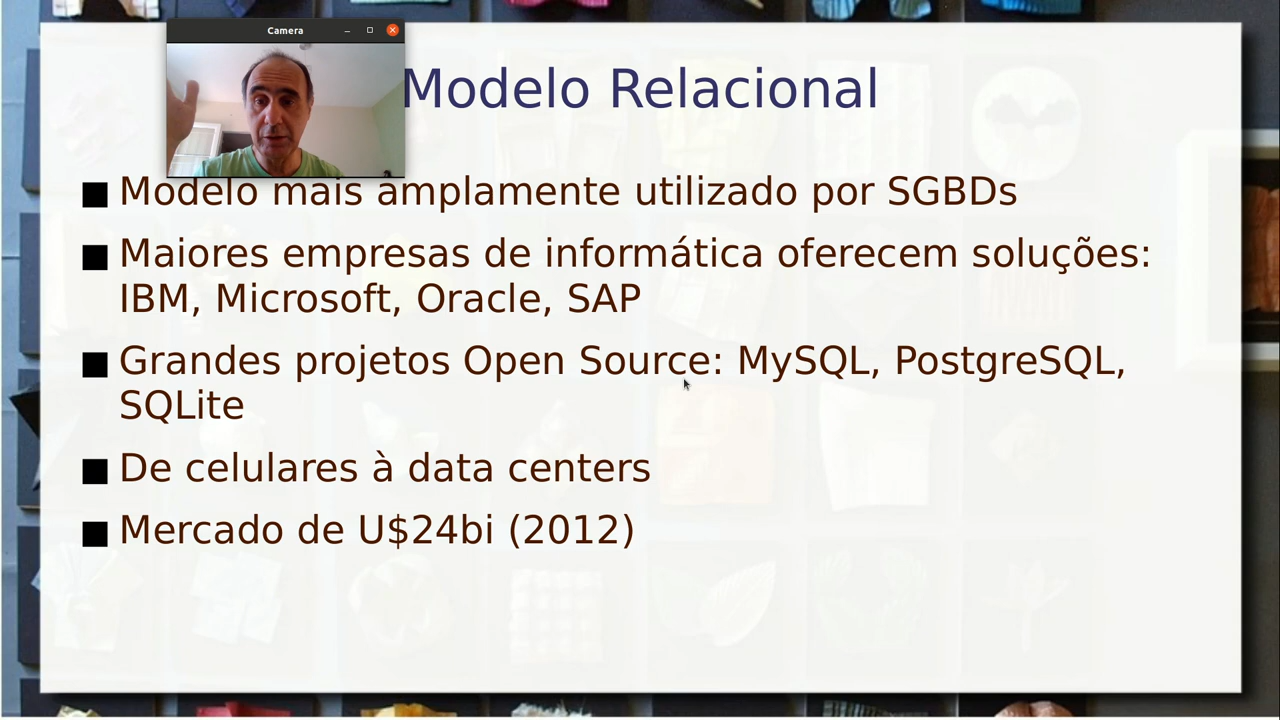 Camera
Modelo Relacional
Modelo mais amplamente utilizado por SGBDs
Maiores empresas de informática oferecem soluções:
IBM, Microsoft, Oracle, SAP
Grandes projetos Open Source: MySQL, PostgreSQL,
SQLite
De celulares à data centers
Mercado de U$24bi (2012)